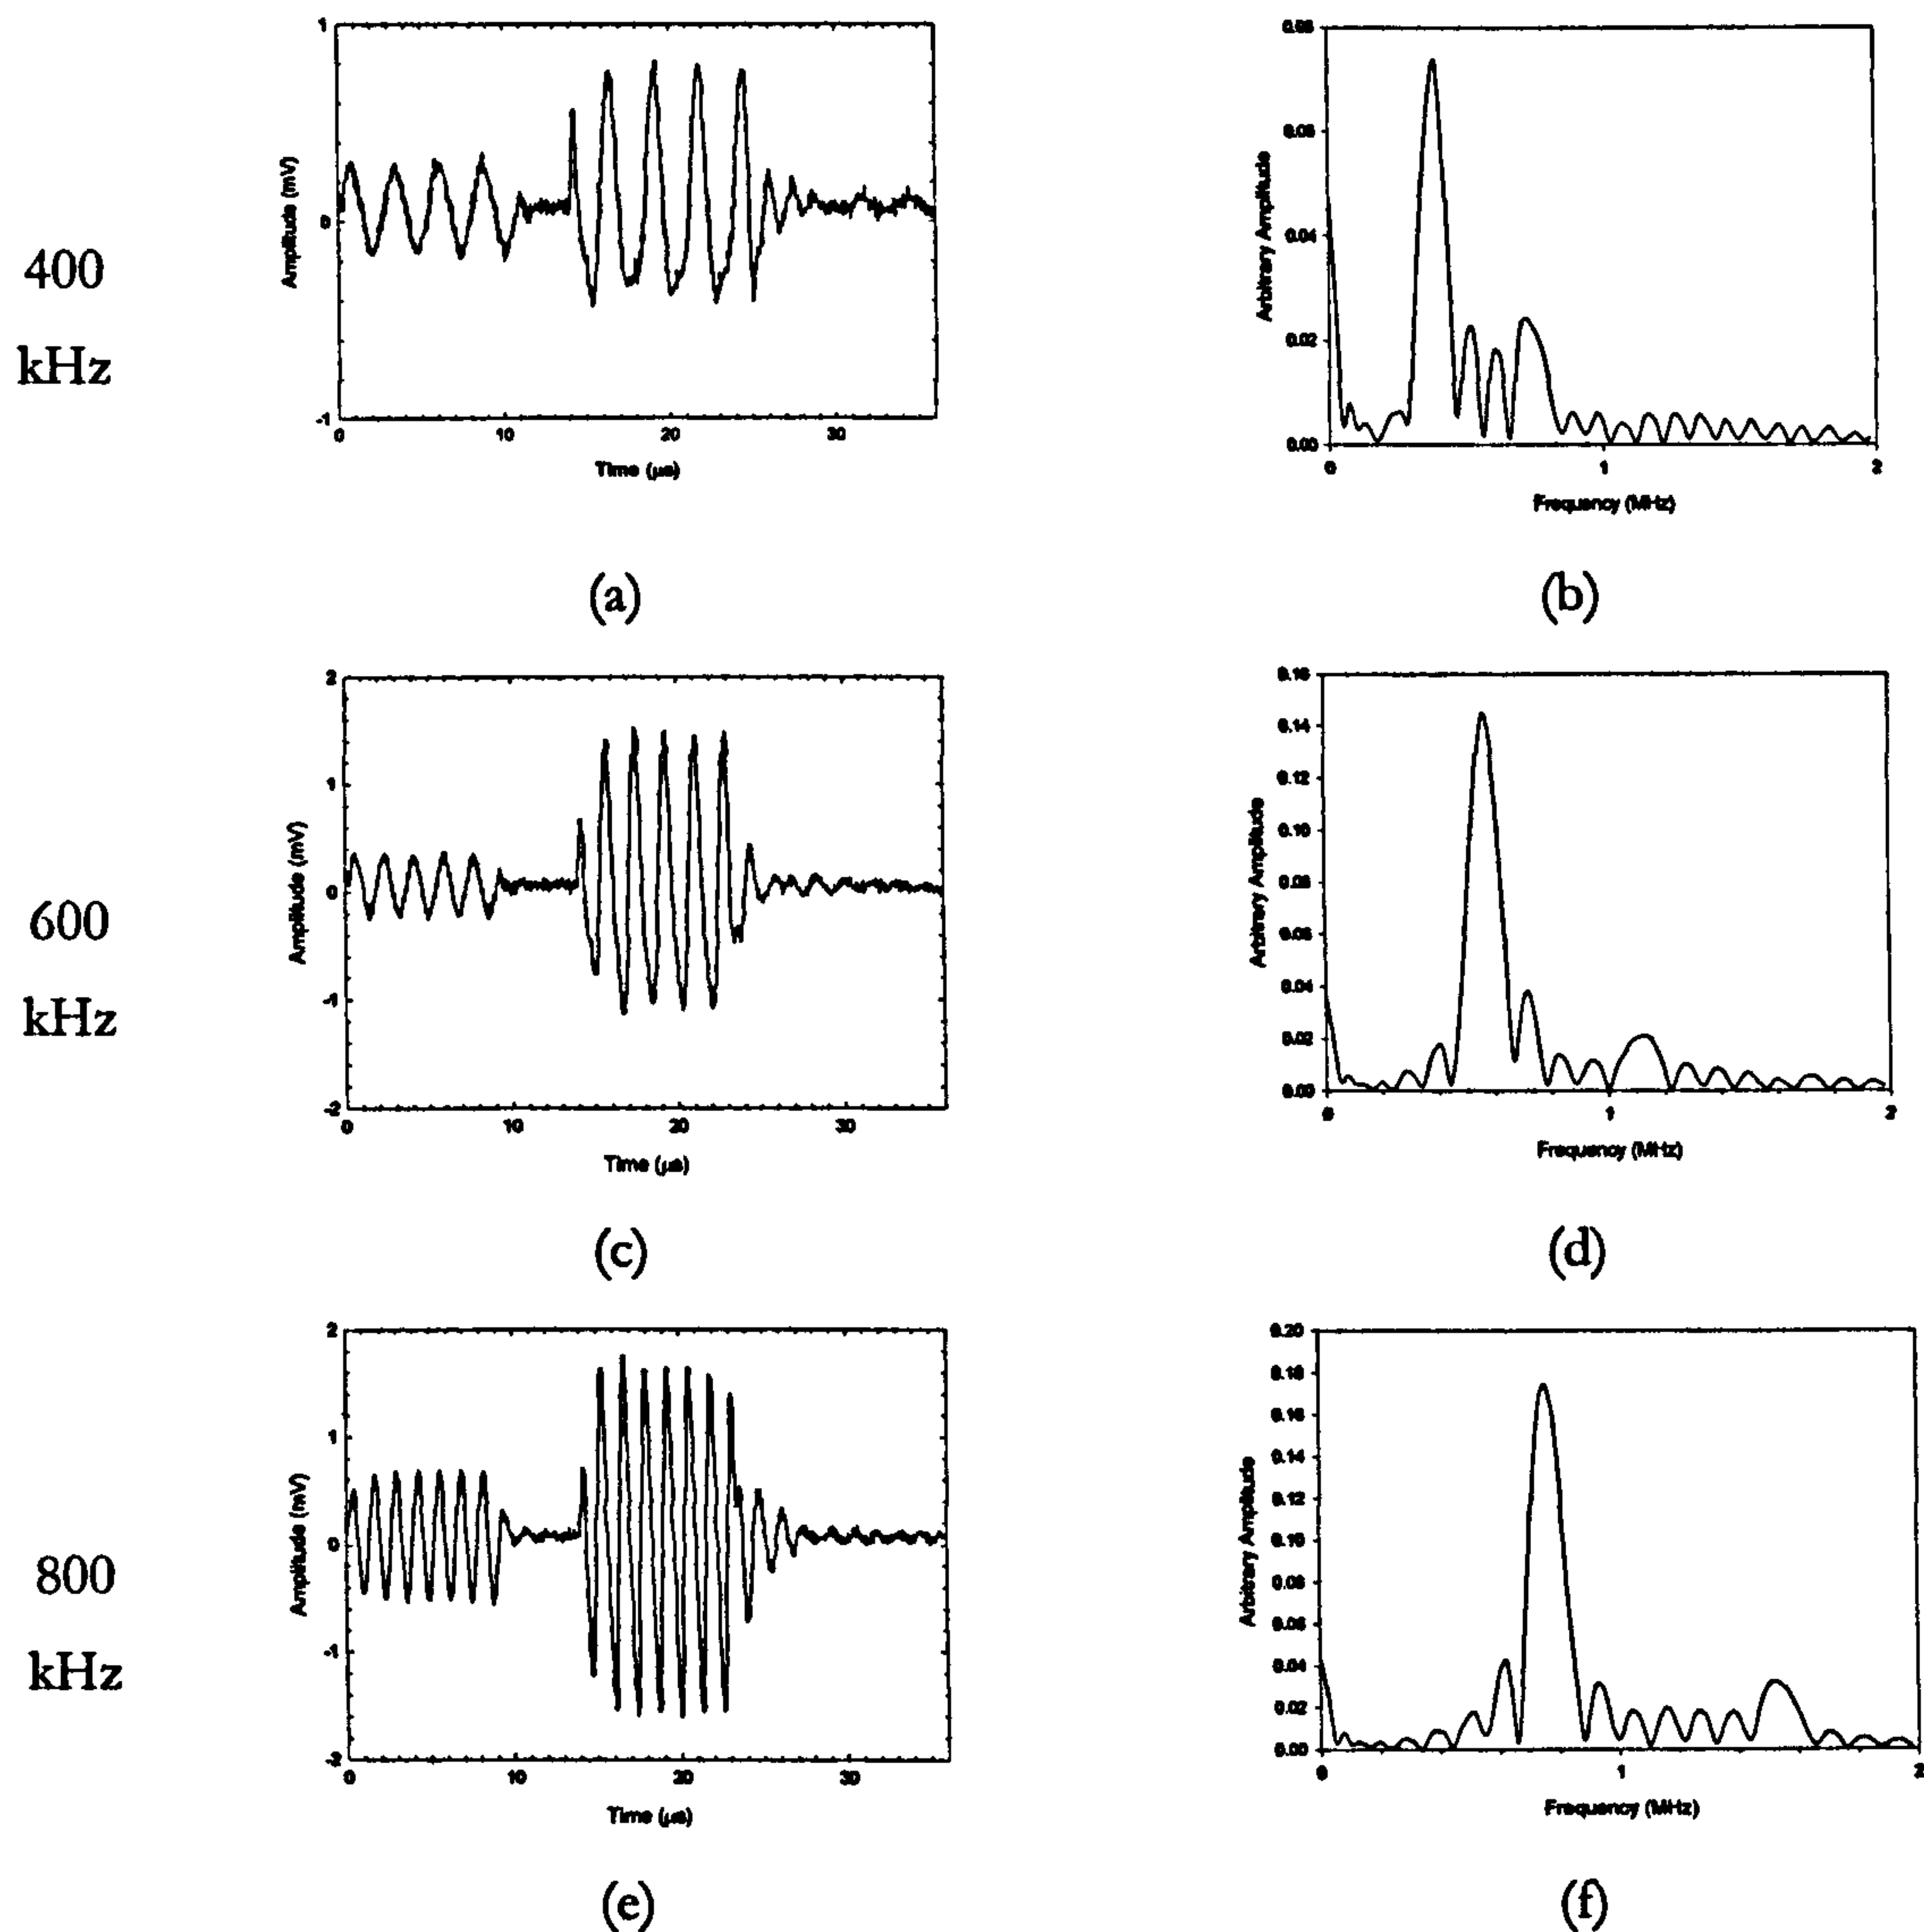 400
kHz
1
0
-1
Amplitude (mV)
0 10 20 30
Time (µs)
(a)
0.08
0.06
0.04
0.02
0.00
Arbitrary Amplitude
0 1 2
Frequency (MHz)
(b)
600
kHz
2
1
0
-1
-2
Amplitude (mV)
0 10 20 30
Time (µs)
(c)
0.16
0.14
0.12
0.10
0.08
0.06
0.04
0.02
0.00
Arbitrary Amplitude
0 1 2
Frequency (MHz)
(d)
800
kHz
2
1
0
-1
-2
Amplitude (mV)
0 10 20 30
Time (µs)
(e)
0.20
0.18
0.16
0.14
0.12
0.10
0.08
0.06
0.04
0.02
0.00
Arbitrary Amplitude
0 1 2
Frequency (MHz)
(f)